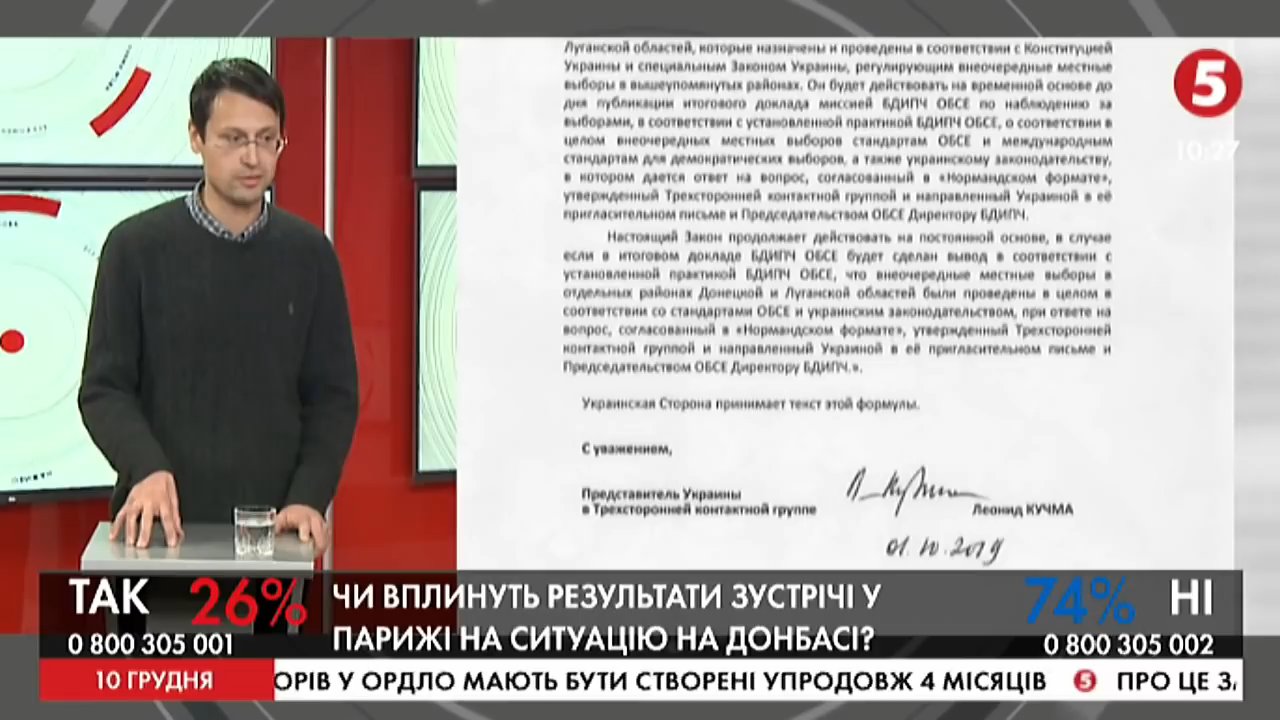 Луганской областей, которые назначены и проведены в соответствии с Конституцией
Украины и специальным Законом Украины, регулирующим внеочередные местные
выборы в вышеупомянутых районах. Он будет действовать на временной основе до
дня публикации итогового доклада миссией БДИПЧ ОБСЕ по наблюдению за
выборами, в соответствии с установленной практикой БДИПЧ ОБСЕ, о соответствии в
целом внеочередных местных выборов стандартам ОБСЕ и международным
стандартам для демократических выборов, а также украинскому законодательству,
в котором дается ответ на вопрос, согласованный в «Нормандском формате»,
утвержденный Трехсторонней контактной группой и направленный Украиной в её
пригласительном письме и Председательством ОБСЕ Директору БДИПЧ.
Настоящий Закон продолжает действовать на постоянной основе, в случае
если в итоговом докладе БДИПЧ ОБСЕ будет сделан вывод в соответствии с
установленной практикой БДИПЧ ОБСЕ, что внеочередные местные выборы в
отдельных районах Донецкой и Луганской областей были проведены в целом в
соответствии со стандартами ОБСЕ и украинским законодательством, при ответе на
вопрос, согласованный в «Нормандском формате», утвержденный Трехсторонней
контактной группой и направленный Украиной в её пригласительном письме и
Председательством ОБСЕ Директору БДИПЧ.».
Украинская Сторона принимает текст этой формулы.
С уважением,
Представитель Украины
в Трехсторонней контактной группе
Леонид КУЧМА
01.10.2019
5
10:27
ТАК 26%
0 800 305 001
ЧИ ВПЛИНУТЬ РЕЗУЛЬТАТИ ЗУСТРІЧІ У
ПАРИЖІ НА СИТУАЦІЮ НА ДОНБАСІ?
74% НІ
0 800 305 002
10 ГРУДНЯ
ОРІВ У ОРДЛО МАЮТЬ БУТИ СТВОРЕНІ УПРОДОВЖ 4 МІСЯЦІВ 5 ПРО ЦЕ ЗА